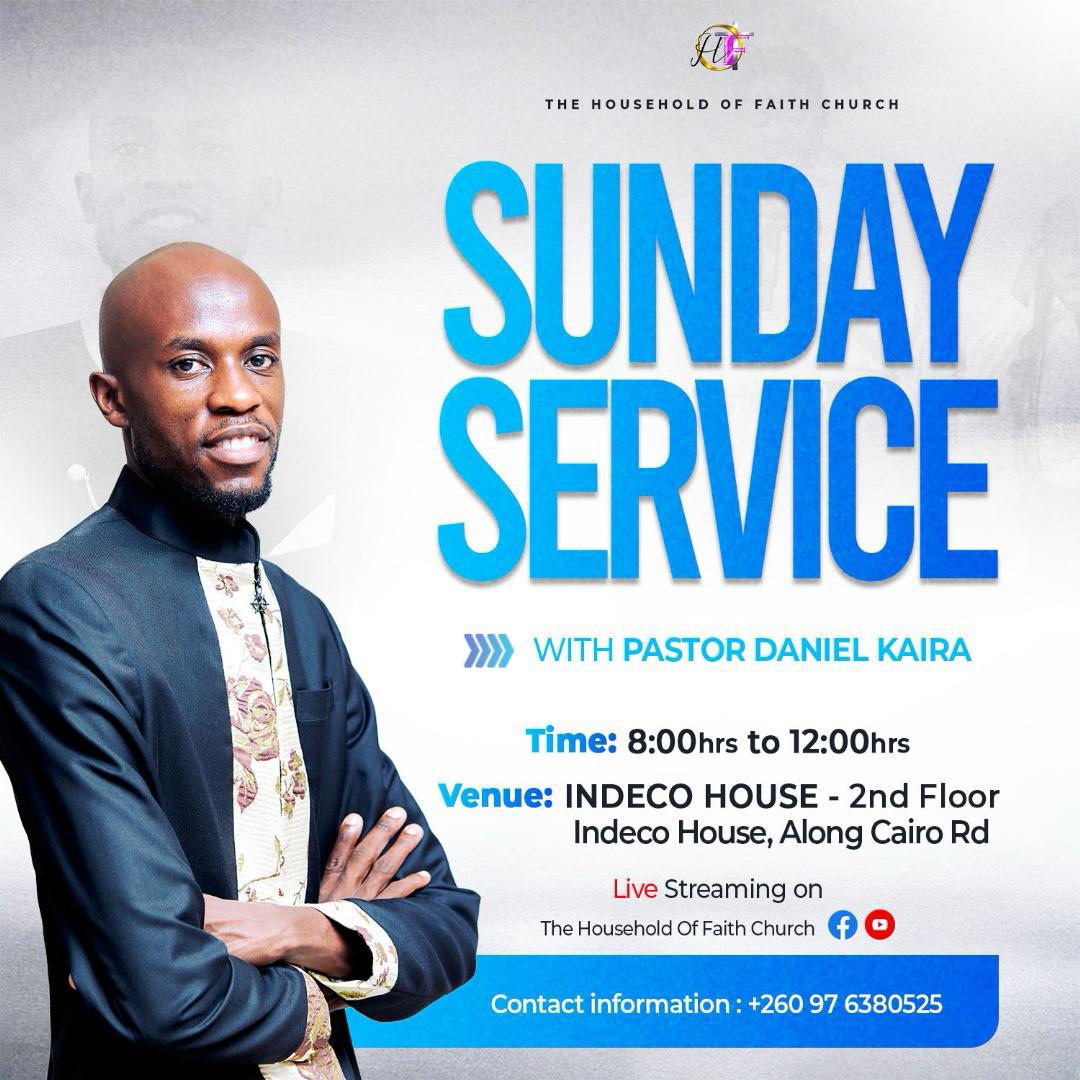 HOF
THE HOUSEHOLD OF FAITH CHURCH
SUNDAY
SERVICE
WITH PASTOR DANIEL KAIRA
Time: 8:00hrs to 12:00hrs
Venue: INDECO HOUSE - 2nd Floor
Indeco House, Along Cairo Rd
Live Streaming on
The Household Of Faith Church
Contact information : +260 97 6380525